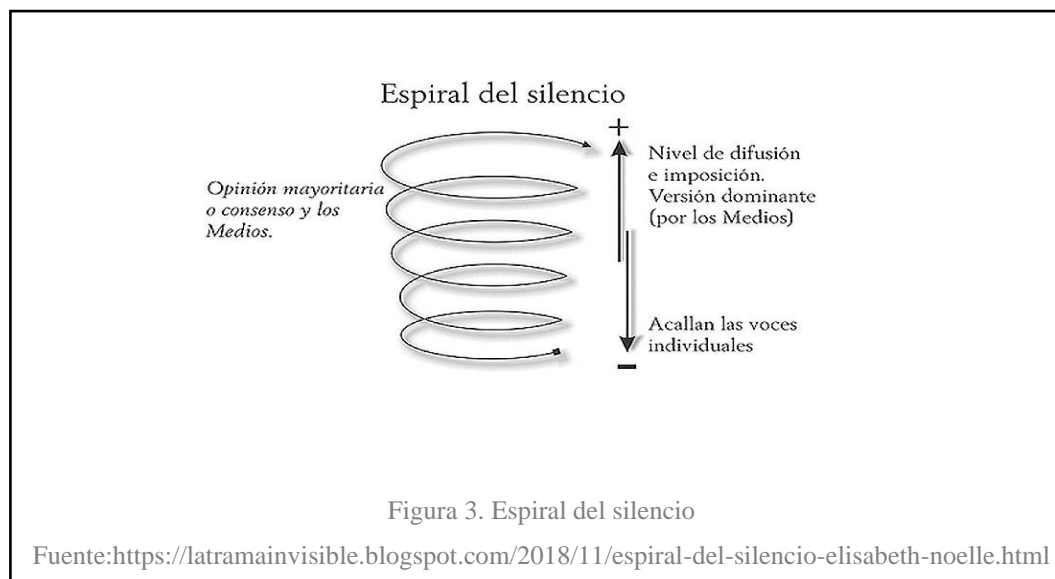 Espiral del silencio
+
Opinión mayoritaria
o consenso y los
Medios.
Nivel de difusión
e imposición.
Versión dominante
(por los Medios)
Acallan las voces
individuales
-
Figura 3. Espiral del silencio
Fuente:https://latramainvisible.blogspot.com/2018/11/espiral-del-silencio-elisabeth-noelle.html